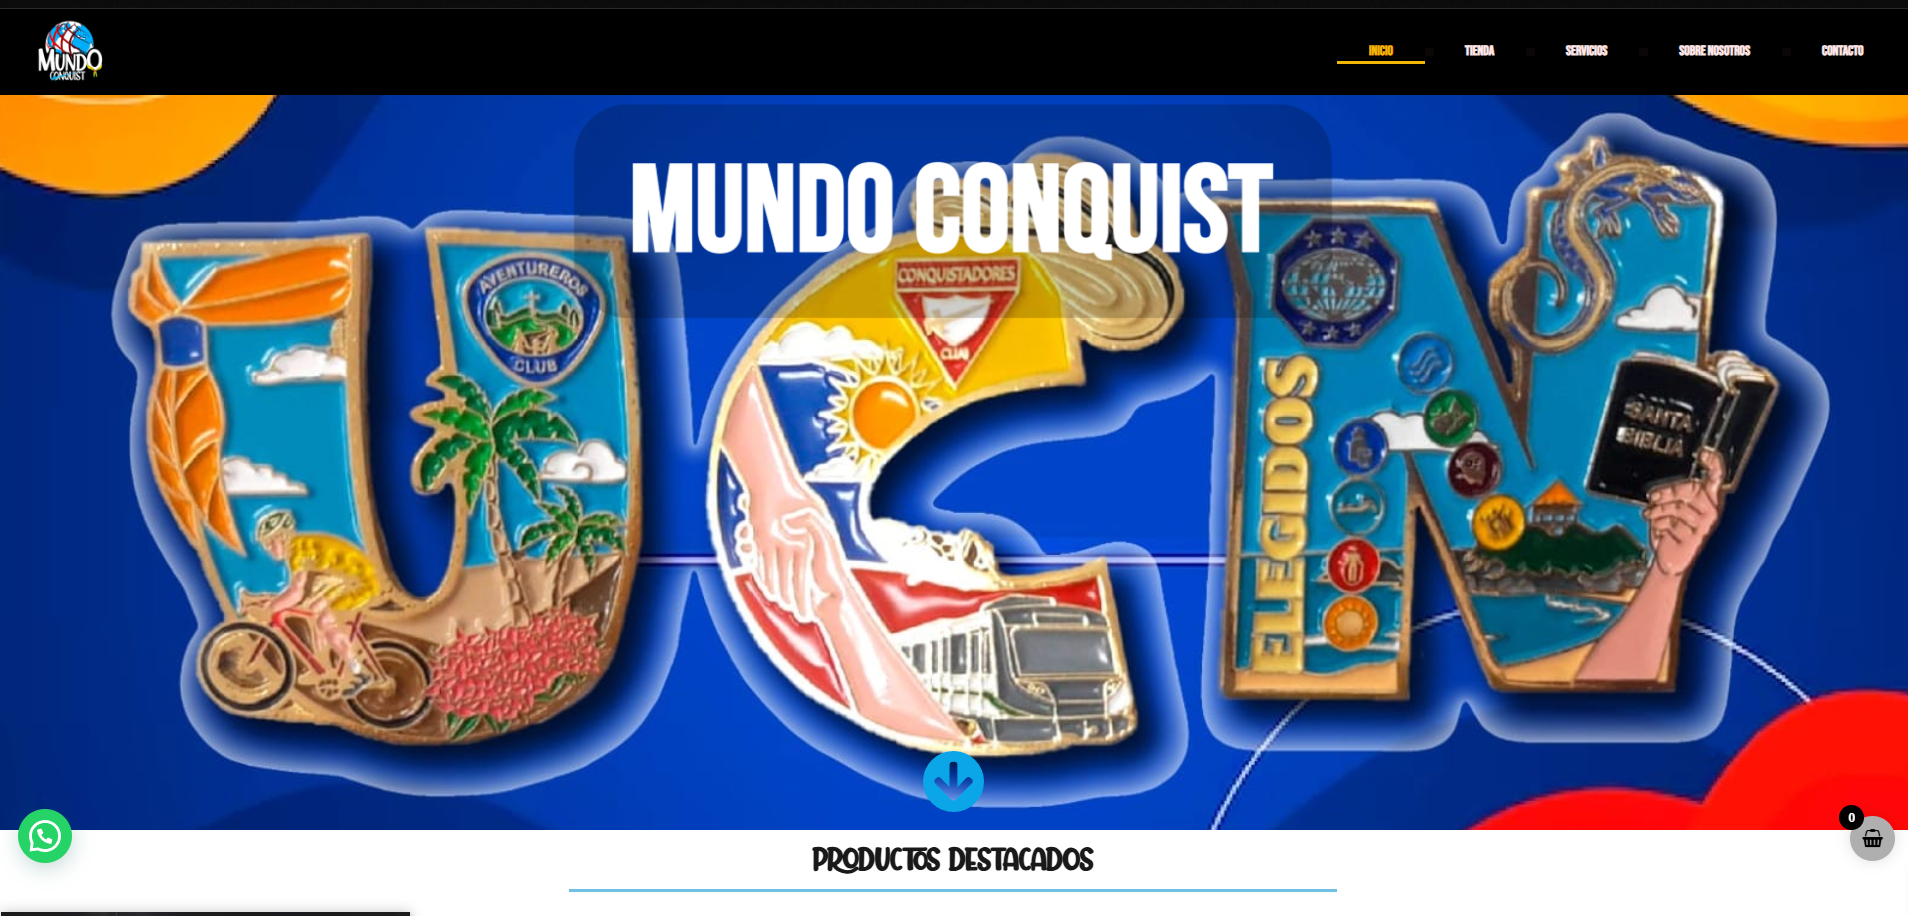 MUNDO
CONQUIST
INICIO
TIENDA
SERVICIOS
SOBRE NOSOTROS
CONTACTO
MUNDO CONQUIST
AVENTUREROS
CLUB
CONQUISTADORES
CUAI
ELEGIDOS
SANTA
BIBLIA
0
PRODUCTOS DESTACADOS